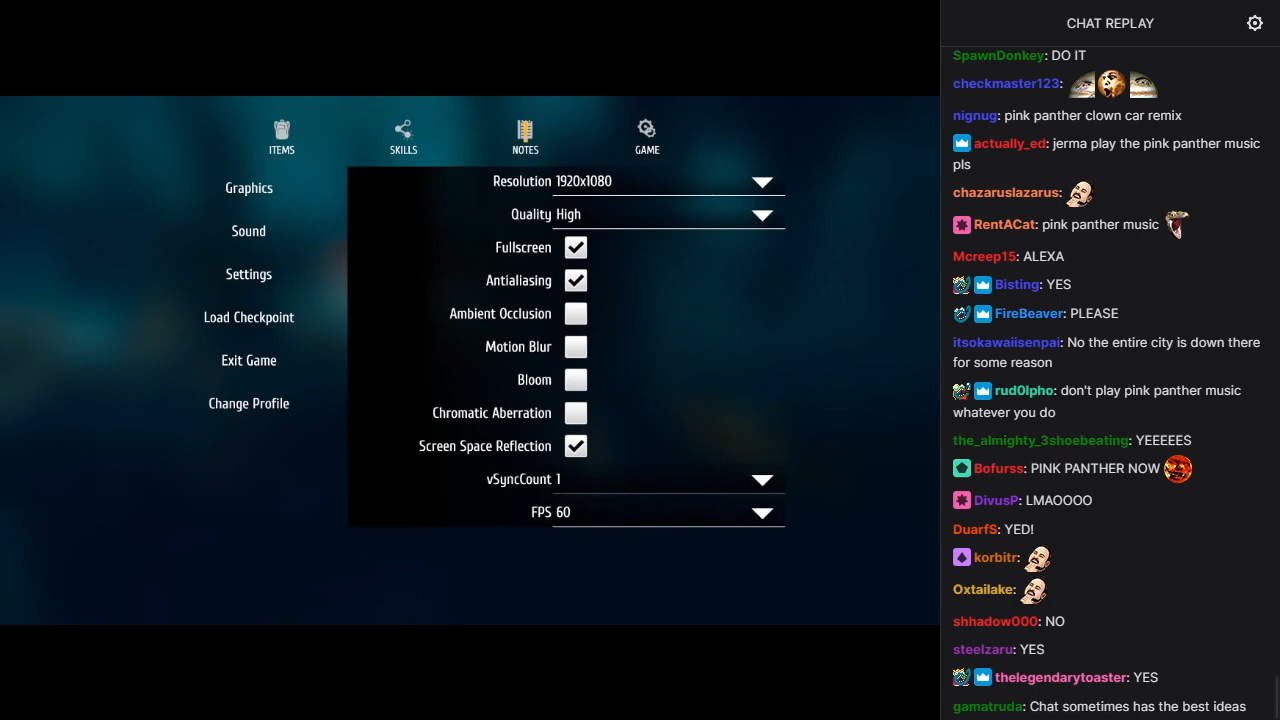 ITEMS
SKILLS
NOTES
GAME
Graphics
Sound
Settings
Load Checkpoint
Exit Game
Change Profile
Resolution 1920x1080
Quality High
Fullscreen
Antialiasing
Ambient Occlusion
Motion Blur
Bloom
Chromatic Aberration
Screen Space Reflection
vSyncCount 1
FPS 60
CHAT REPLAY
SpawnDonkey: DO IT
checkmaster123:
nignug: pink panther clown car remix
actually_ed: jerma play the pink panther music
pls
chazaruslazarus:
RentACat: pink panther music
Mcreep15: ALEXA
Bisting: YES
FireBeaver: PLEASE
itsokawaiisenpai: No the entire city is down there
for some reason
rud0lpho: don't play pink panther music
whatever you do
the_almighty_3shoebeating: YEEEEES
Bofurss: PINK PANTHER NOW
DivusP: LMAOOOO
DuarfS: YED!
korbitr:
Oxtailake:
shhadow000: NO
steelzaru: YES
thelegendarytoaster: YES
gamatruda: Chat sometimes has the best ideas